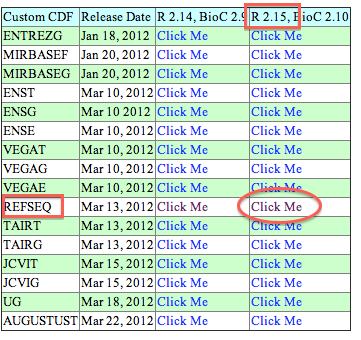 Custom CDF Release Date R 2.14, BioC 2.9 R 2.15, BioC 2.10
ENTREZG Jan 18, 2012 Click Me Click Me
MIRBASEF Jan 20, 2012 Click Me Click Me
MIRBASEG Jan 20, 2012 Click Me Click Me
ENST Mar 10, 2012 Click Me Click Me
ENSG Mar 10 2012 Click Me Click Me
ENSE Mar 10, 2012 Click Me Click Me
VEGAT Mar 10, 2012 Click Me Click Me
VEGAG Mar 10, 2012 Click Me Click Me
VEGAE Mar 10, 2012 Click Me Click Me
REFSEQ Mar 13, 2012 Click Me Click Me
TAIRT Mar 13, 2012 Click Me Click Me
TAIRG Mar 13, 2012 Click Me Click Me
JCVIT Mar 15, 2012 Click Me Click Me
JCVIG Mar 15, 2012 Click Me Click Me
UG Mar 18, 2012 Click Me Click Me
AUGUSTUST Mar 22, 2012 Click Me Click Me